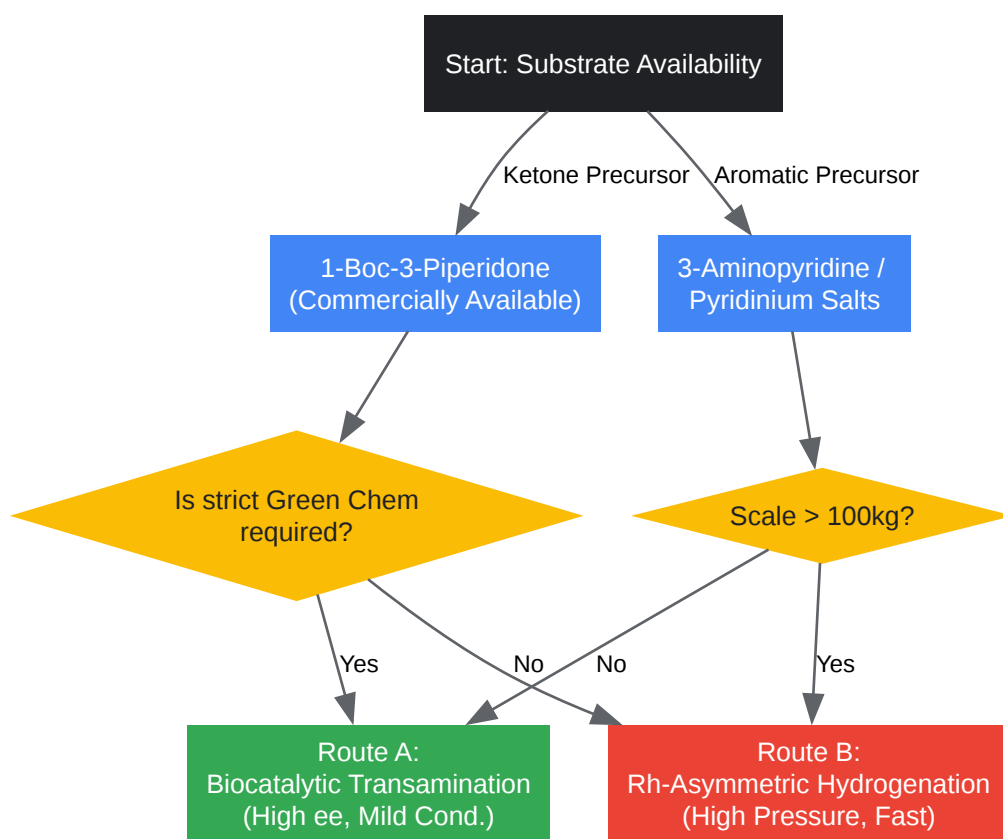 Start: Substrate Availability
Ketone Precursor
Aromatic Precursor
1-Boc-3-Piperidone
(Commercially Available)
3-Aminopyridine /
Pyridinium Salts
Is strict Green Chem
required?
Scale > 100kg?
Yes
No
No
Yes
Route A:
Biocatalytic Transamination
(High ee, Mild Cond.)
Route B:
Rh-Asymmetric Hydrogenation
(High Pressure, Fast)